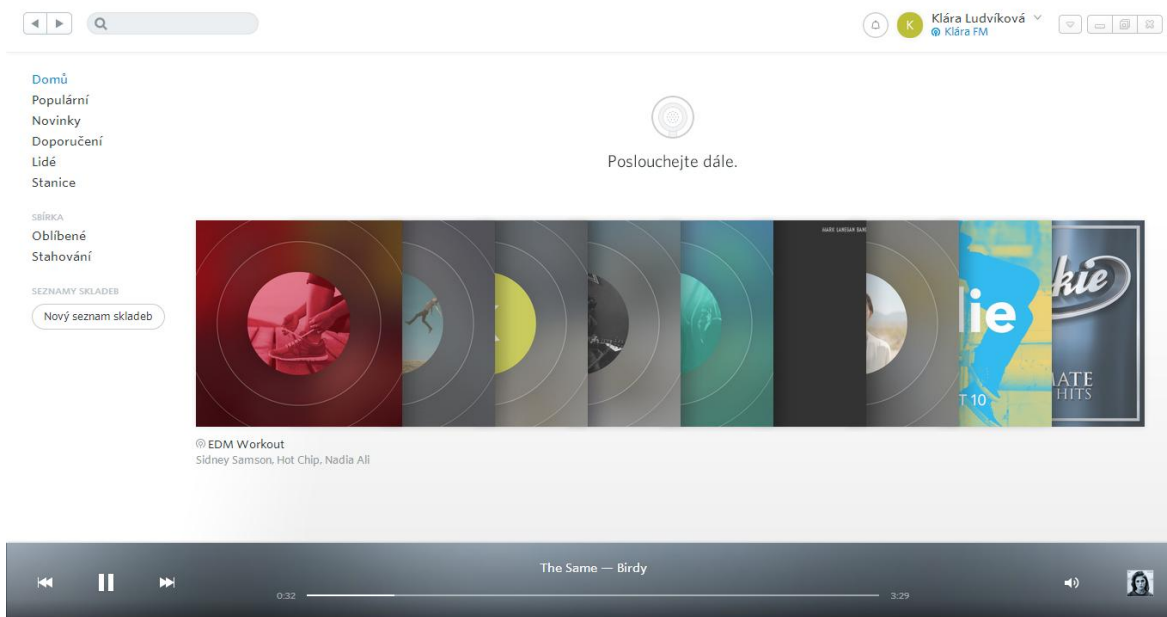 K
Klára Ludvíková
Klára FM
Domů
Populární
Novinky
Doporučení
Lidé
Stanice
SBÍRKA
Oblíbené
Stahování
SEZNAMY SKLADEB
Nový seznam skladeb
Poslouchejte dále.
lie
T 10
kie
MATE
HITS
EDM Workout
Sidney Samson, Hot Chip, Nadia Ali
The Same — Birdy
0:32
3:29